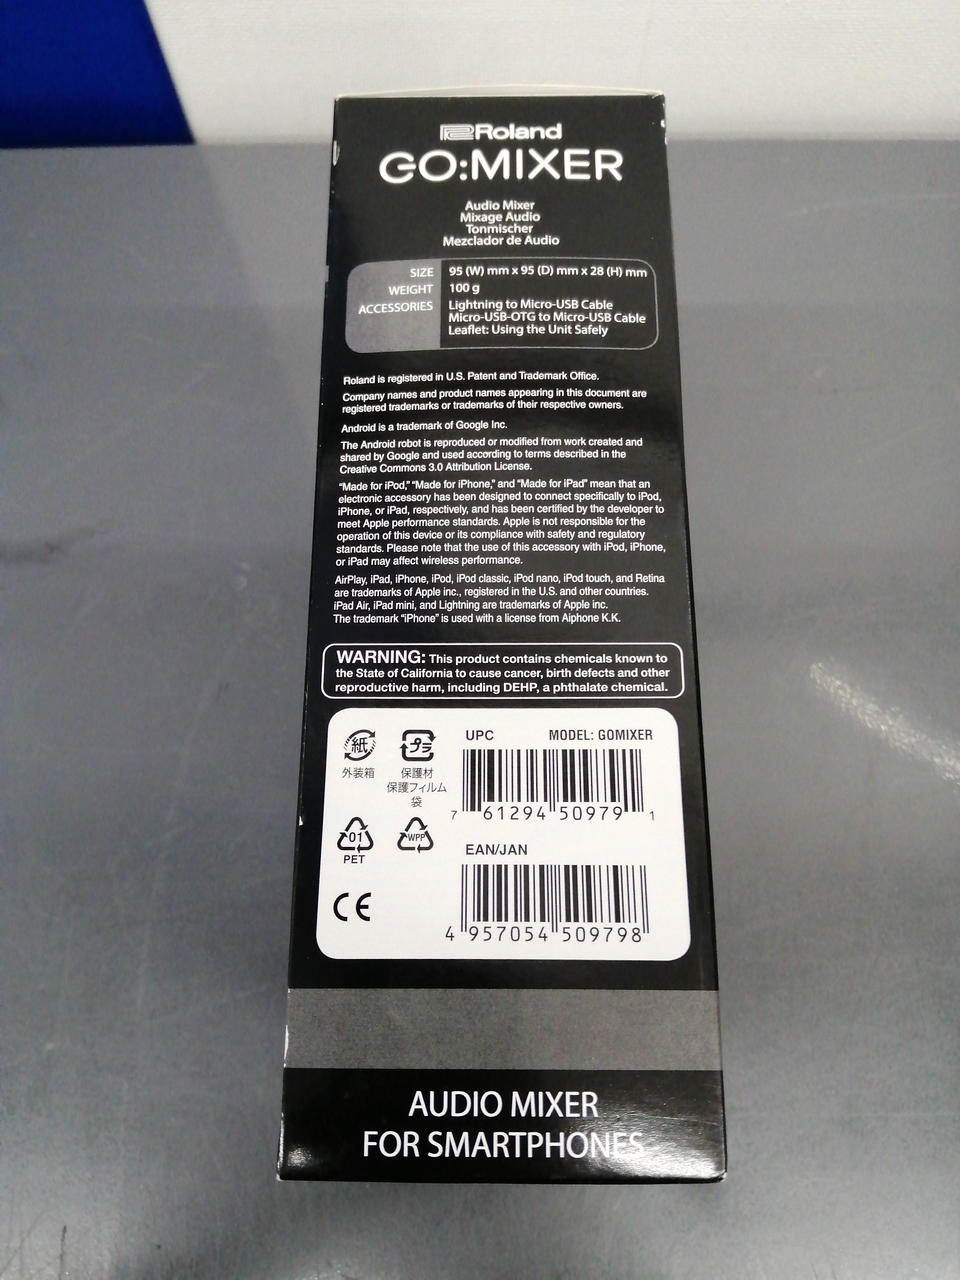 Roland
GO:MIXER
Audio Mixer
Mixage Audio
Tonmischer
Mezclador de Audio
SIZE 95 (W) mm x 95 (D) mm x 28 (H) mm
WEIGHT 100 g
ACCESSORIES Lightning to Micro-USB Cable
Micro-USB-OTG to Micro-USB Cable
Leaflet: Using the Unit Safely
Roland is registered in U.S. Patent and Trademark Office.
Company names and product names appearing in this document are
registered trademarks or trademarks of their respective owners.
Android is a trademark of Google Inc.
The Android robot is reproduced or modified from work created and
shared by Google and used according to terms described in the
Creative Commons 3.0 Attribution License.
"Made for iPod," "Made for iPhone," and "Made for iPad" mean that an
electronic accessory has been designed to connect specifically to iPod,
iPhone, or iPad, respectively, and has been certified by the developer to
meet Apple performance standards. Apple is not responsible for the
operation of this device or its compliance with safety and regulatory
standards. Please note that the use of this accessory with iPod, iPhone,
or iPad may affect wireless performance.
AirPlay, iPad, iPhone, iPod, iPod classic, iPod nano, iPod touch, and Retina
are trademarks of Apple inc., registered in the U.S. and other countries.
iPad Air, iPad mini, and Lightning are trademarks of Apple inc.
The trademark "iPhone" is used with a license from Aiphone K.K.
WARNING: This product contains chemicals known to
the State of California to cause cancer, birth defects and other
reproductive harm, including DEHP, a phthalate chemical.
紙
外装箱
プラ
保護材
保護フィルム
袋
UPC MODEL: GOMIXER
7 61294 50979 1
01
PET
WPP
EAN/JAN
4 957054 509798
CE
AUDIO MIXER
FOR SMARTPHONES